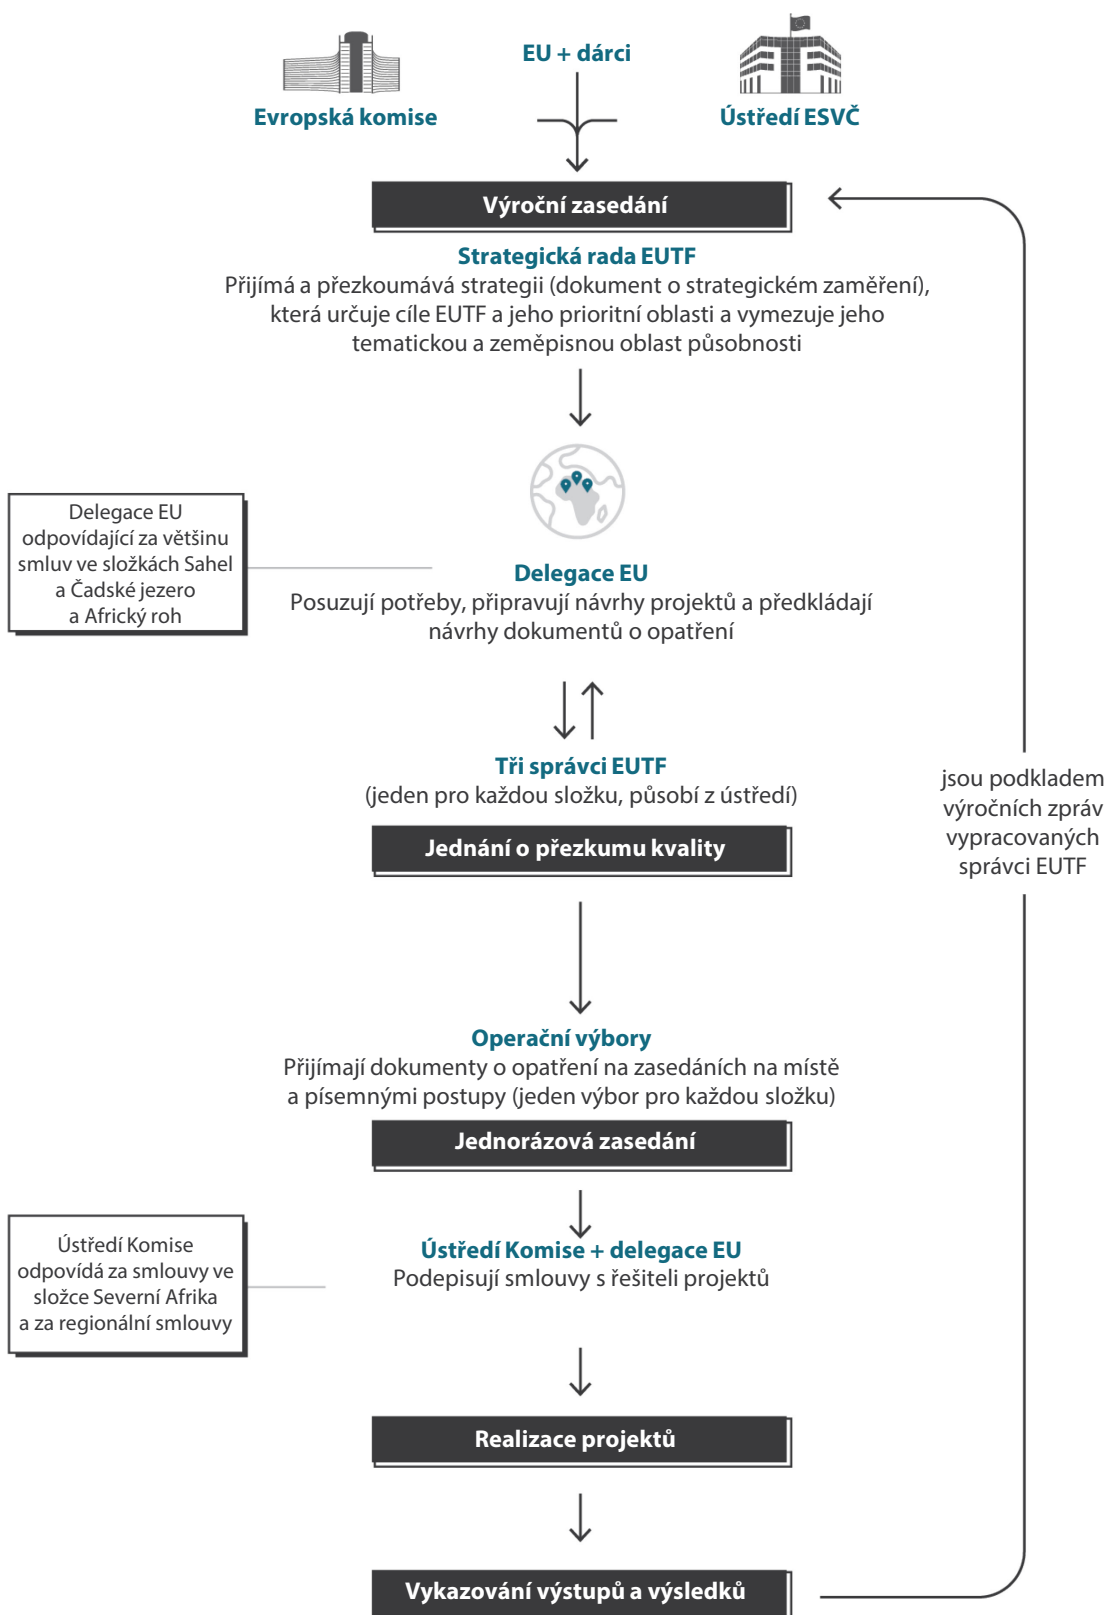 EU + dárci
Evropská komise
Ústředí ESVČ
Výroční zasedání
Strategická rada EUTF
Přijímá a přezkoumává strategii (dokument o strategickém zaměření),
která určuje cíle EUTF a jeho prioritní oblasti a vymezuje jeho
tematickou a zeměpisnou oblast působnosti
Delegace EU
odpovídající za většinu
smluv ve složkách Sahel
a Čadské jezero
a Africký roh
Delegace EU
Posuzují potřeby, připravují návrhy projektů a předkládají
návrhy dokumentů o opatření
Tři správci EUTF
(jeden pro každou složku, působí z ústředí)
Jednání o přezkumu kvality
jsou podkladem
výročních zpráv
vypracovaných
správci EUTF
Operační výbory
Přijímají dokumenty o opatření na zasedáních na místě
a písemnými postupy (jeden výbor pro každou složku)
Jednorázová zasedání
Ústředí Komise
odpovídá za smlouvy ve
složce Severní Afrika
a za regionální smlouvy
Ústředí Komise + delegace EU
Podepisují smlouvy s řešiteli projektů
Realizace projektů
Vykazování výstupů a výsledků